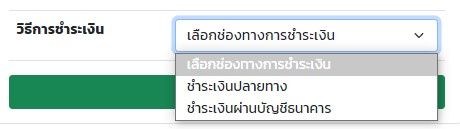 วิธีการชำระเงิน เลือกช่องทางการชำระเงิน
เลือกช่องทางการชำระเงิน
ชำระเงินปลายทาง
ชำระเงินผ่านบัญชีธนาคาร